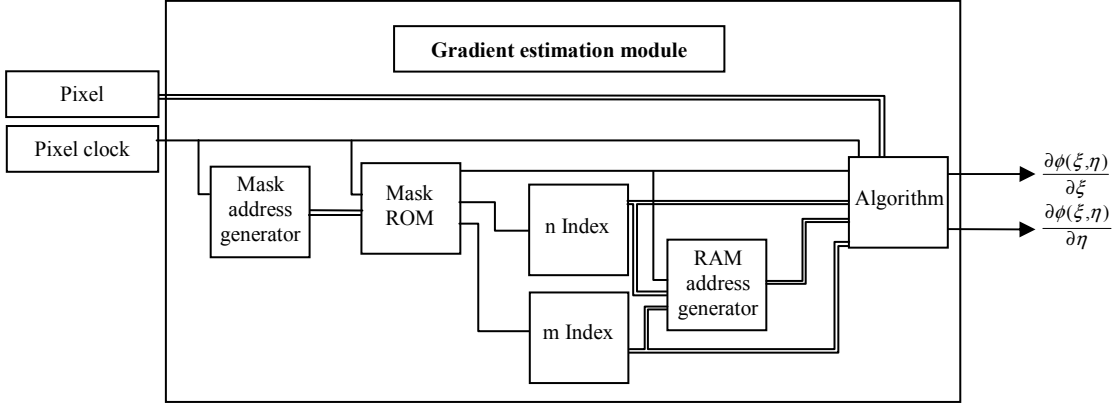 Gradient estimation module
Pixel
Pixel clock
Mask
address
generator
Mask
ROM
n Index
m Index
RAM
address
generator
Algorithm
∂ϕ(ξ,η)
∂ξ
∂ϕ(ξ,η)
∂η